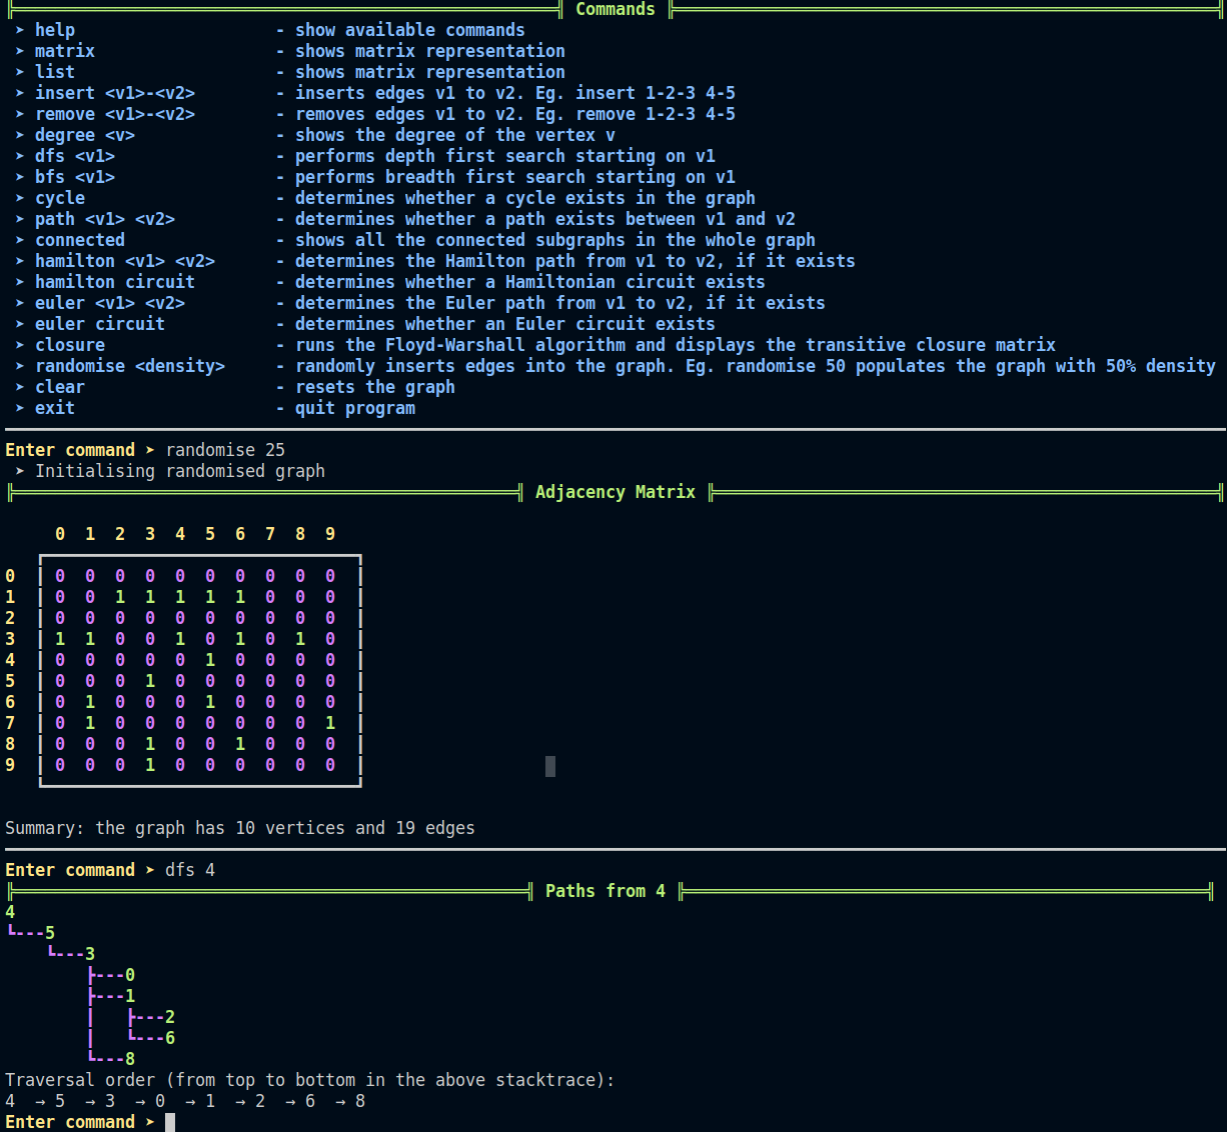 Commands
➤ help - show available commands
➤ matrix - shows matrix representation
➤ list - shows matrix representation
➤ insert <v1>-<v2> - inserts edges v1 to v2. Eg. insert 1-2-3 4-5
➤ remove <v1>-<v2> - removes edges v1 to v2. Eg. remove 1-2-3 4-5
➤ degree <v> - shows the degree of the vertex v
➤ dfs <v1> - performs depth first search starting on v1
➤ bfs <v1> - performs breadth first search starting on v1
➤ cycle - determines whether a cycle exists in the graph
➤ path <v1> <v2> - determines whether a path exists between v1 and v2
➤ connected - shows all the connected subgraphs in the whole graph
➤ hamilton <v1> <v2> - determines the Hamilton path from v1 to v2, if it exists
➤ hamilton circuit - determines whether a Hamiltonian circuit exists
➤ euler <v1> <v2> - determines the Euler path from v1 to v2, if it exists
➤ euler circuit - determines whether an Euler circuit exists
➤ closure - runs the Floyd-Warshall algorithm and displays the transitive closure matrix
➤ randomise <density> - randomly inserts edges into the graph. Eg. randomise 50 populates the graph with 50% density
➤ clear - resets the graph
➤ exit - quit program
Enter command ➤ randomise 25
➤ Initialising randomised graph
Adjacency Matrix
0 1 2 3 4 5 6 7 8 9
0 0 0 0 0 0 0 0 0 0 0
1 0 0 1 1 1 1 1 0 0 0
2 0 0 0 0 0 0 0 0 0 0
3 1 1 0 0 1 0 1 0 1 0
4 0 0 0 0 0 1 0 0 0 0
5 0 0 0 1 0 0 0 0 0 0
6 0 1 0 0 0 1 0 0 0 0
7 0 1 0 0 0 0 0 0 0 1
8 0 0 0 1 0 0 1 0 0 0
9 0 0 0 1 0 0 0 0 0 0
Summary: the graph has 10 vertices and 19 edges
Enter command ➤ dfs 4
Paths from 4
4
┗---5
┗---3
┣---0
┣---1
┃ ┣---2
┃ ┗---6
┗---8
Traversal order (from top to bottom in the above stacktrace):
4 → 5 → 3 → 0 → 1 → 2 → 6 → 8
Enter command ➤